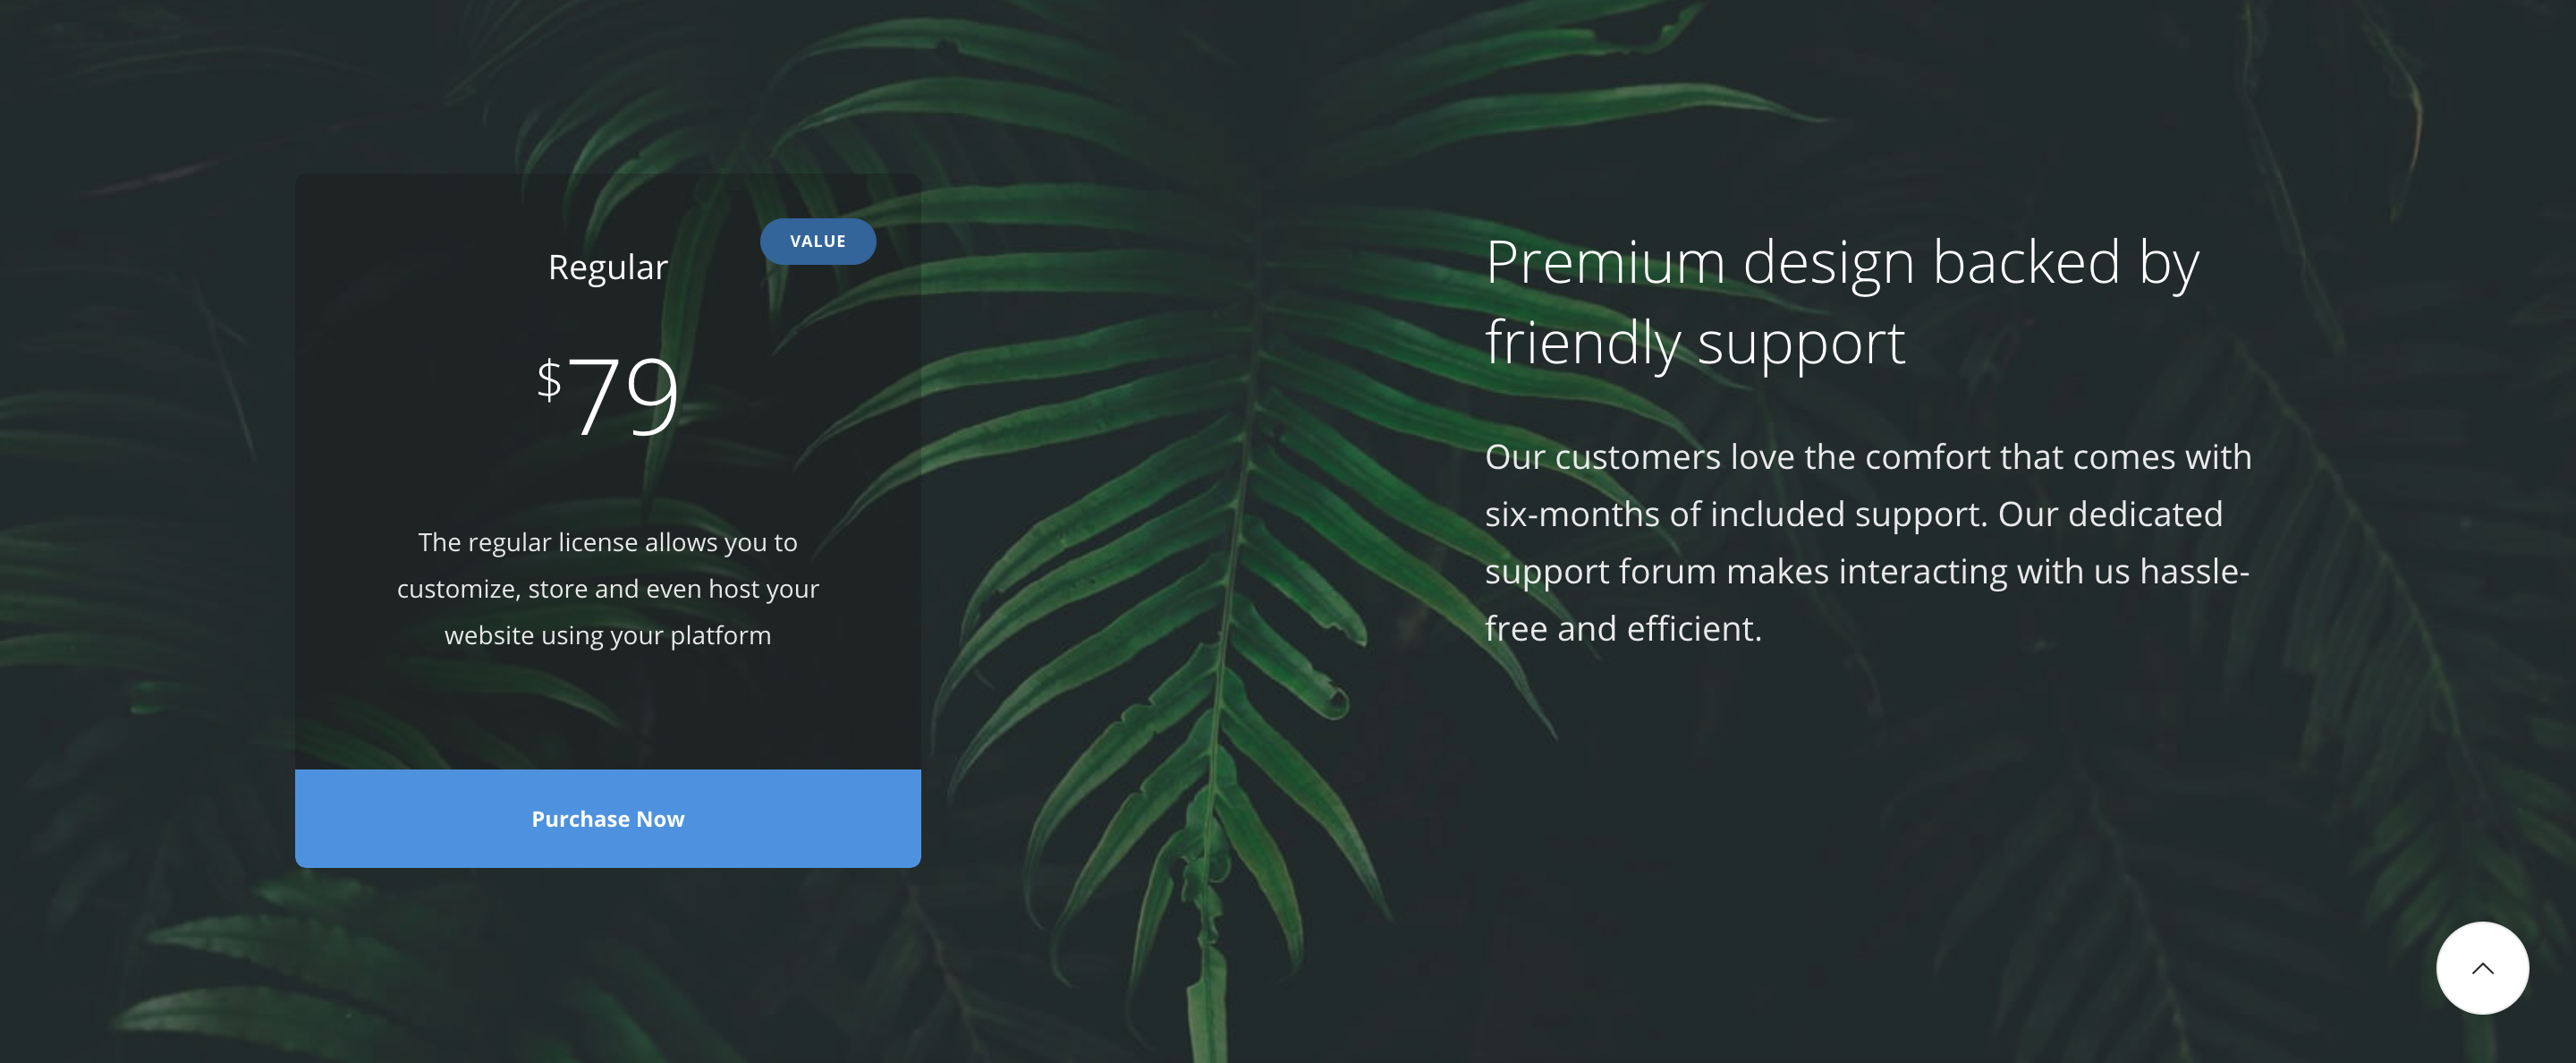 VALUE
Regular
$79
The regular license allows you to
customize, store and even host your
website using your platform
Purchase Now
Premium design backed by
friendly support
Our customers love the comfort that comes with
six-months of included support. Our dedicated
support forum makes interacting with us hassle-
free and efficient.